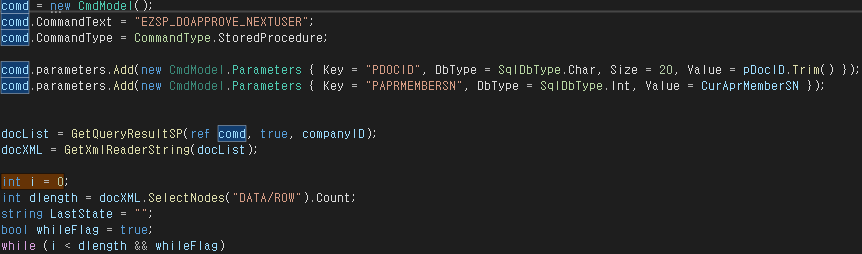 comd = new CmdModel();
comd.CommandText = "EZSP_DOAPPROVE_NEXTUSER";
comd.CommandType = CommandType.StoredProcedure;
comd.parameters.Add(new CmdModel.Parameters { Key = "PDOCID", DbType = SqlDbType.Char, Size = 20, Value = pDocID.Trim() });
comd.parameters.Add(new CmdModel.Parameters { Key = "PAPRMEMBERSN", DbType = SqlDbType.Int, Value = CurAprMemberSN });
docList = GetQueryResultSP(ref comd, true, companyID);
docXML = GetXmlReaderString(docList);
int i = 0;
int dlength = docXML.SelectNodes("DATA/ROW").Count;
string LastState = "";
bool whileFlag = true;
while (i < dlength && whileFlag)